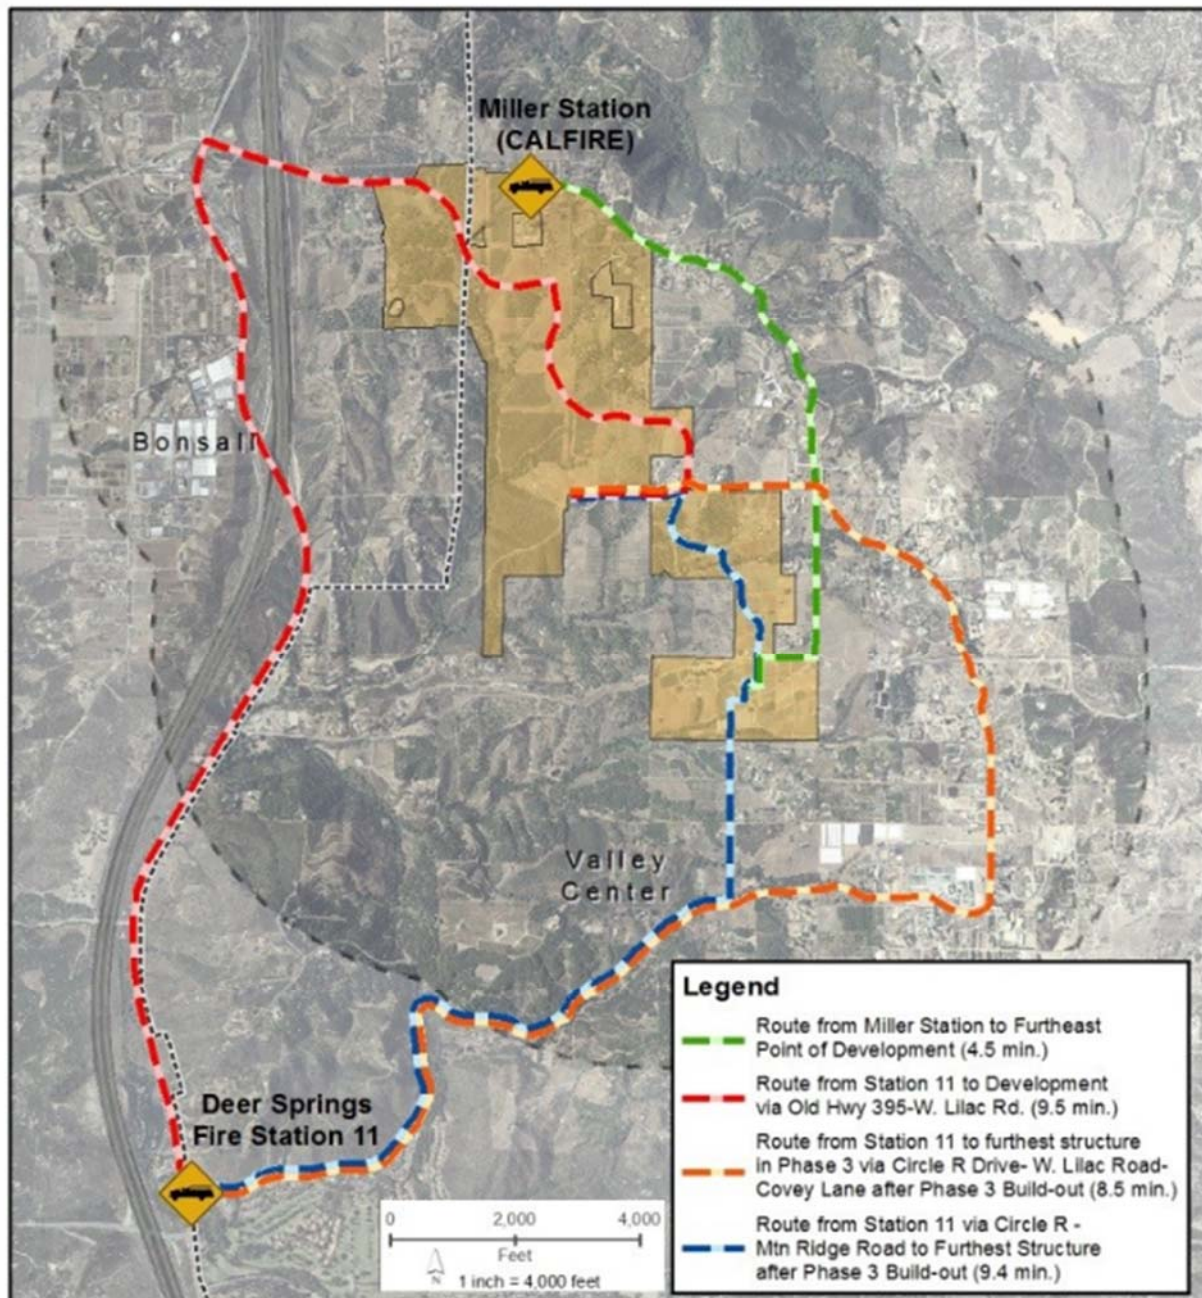 Miller Station
(CALFIRE)
Bonsall
Valley
Center
Deer Springs
Fire Station 11
0 2,000 4,000
Feet
N
1 inch = 4,000 feet
Legend
Route from Miller Station to Furtheast
Point of Development (4.5 min.)
Route from Station 11 to Development
via Old Hwy 395-W. Lilac Rd. (9.5 min.)
Route from Station 11 to furthest structure
in Phase 3 via Circle R Drive- W. Lilac Road-
Covey Lane after Phase 3 Build-out (8.5 min.)
Route from Station 11 via Circle R -
Mtn Ridge Road to Furthest Structure
after Phase 3 Build-out (9.4 min.)